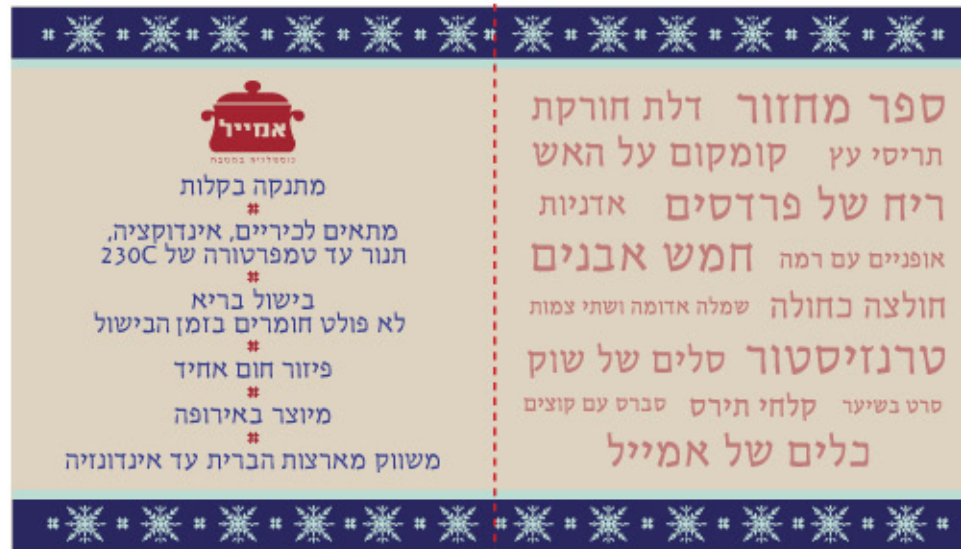 ספר מחזור דלת חורקת
תריסי עץ קומקום על האש
ריח של פרדסים אדניות
אופניים עם רמה חמש אבנים
חולצה כחולה שמלה אדומה ושתי צמות
טרנזיסטור סלים של שוק
סרט בשיער קלחי תירס סברס עם קוצים
כלים של אמייל
אמייל
נוסטלגיה במטבח
מתנקה בקלות
מתאים לכיריים, אינדוקציה,
תנור עד טמפרטורה של 230C
בישול בריא
לא פולט חומרים בזמן הבישול
פיזור חום אחיד
מיוצר באירופה
משווק מארצות הברית עד אינדונזיה